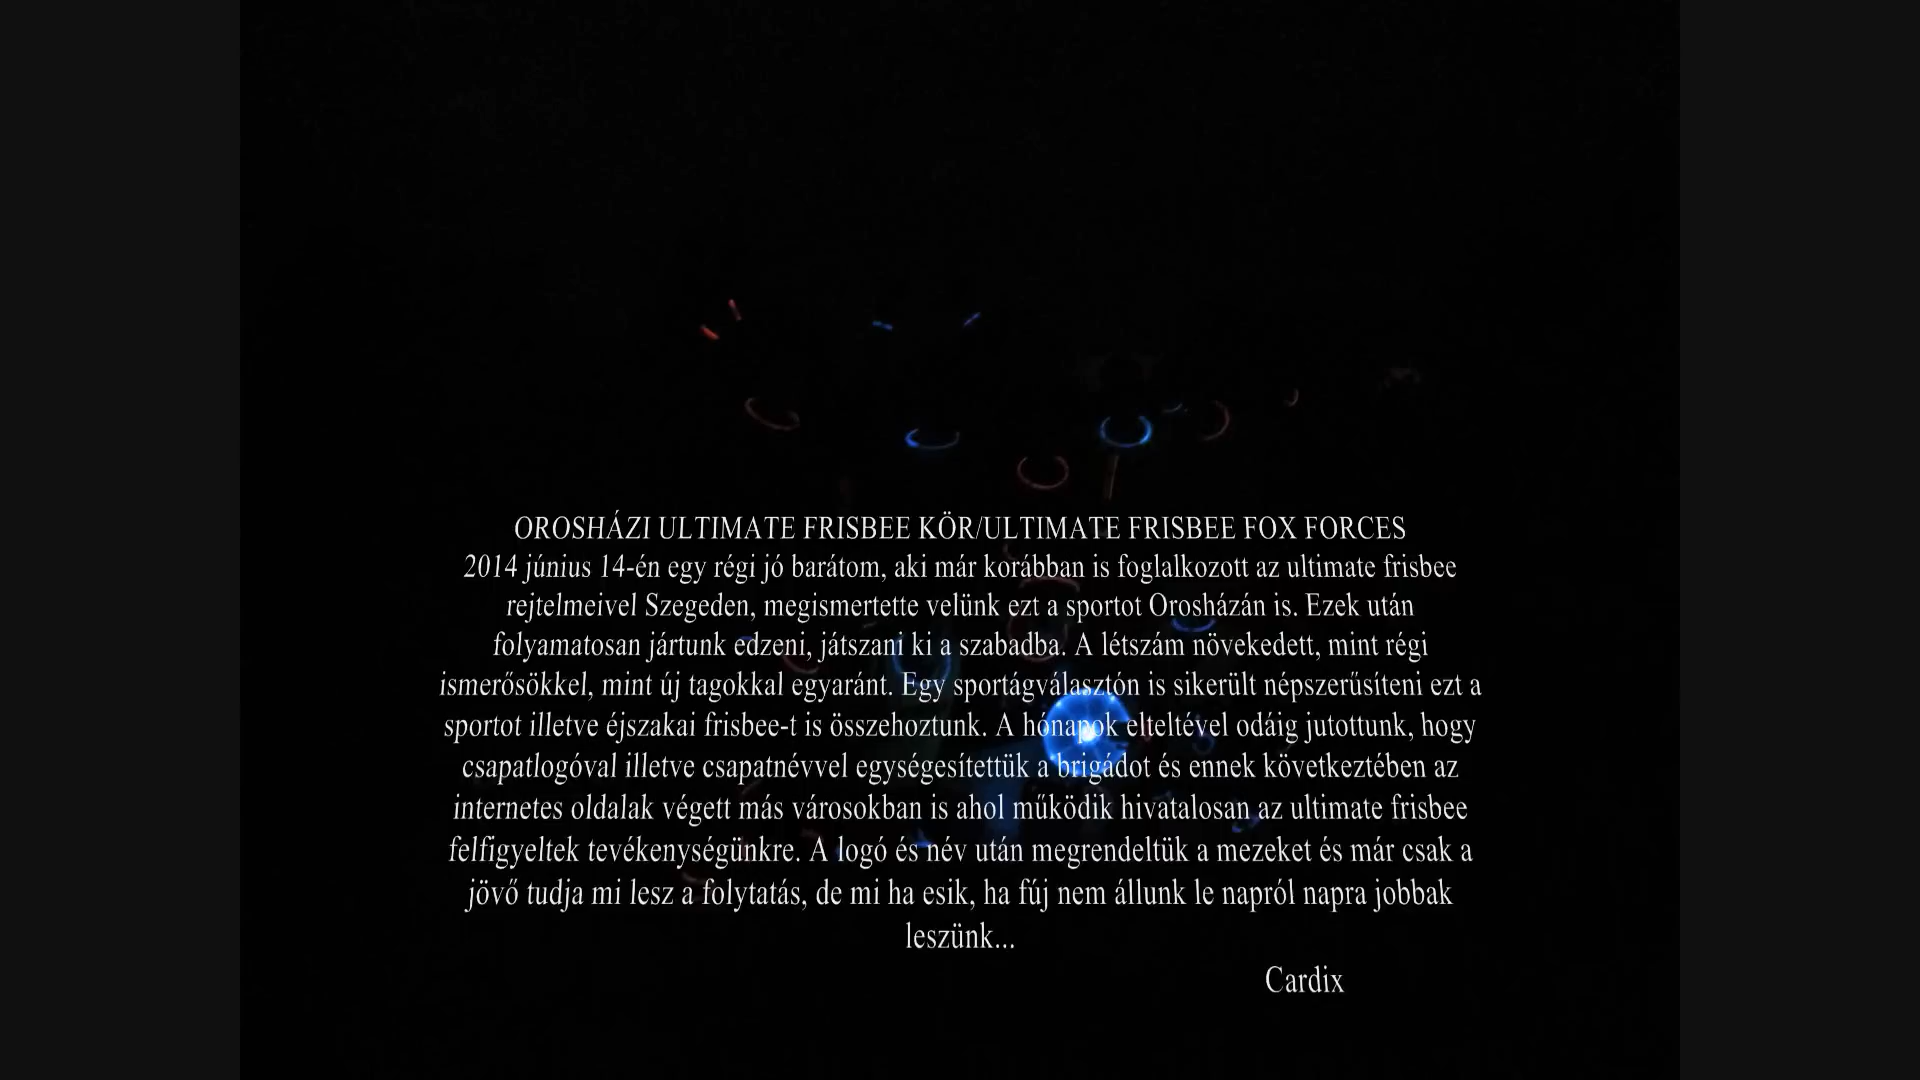 OROSHÁZI ULTIMATE FRISBEE KÖR/ULTIMATE FRISBEE FOX FORCES
2014 június 14-én egy régi jó barátom, aki már korábban is foglalkozott az ultimate frisbee
rejtelmeivel Szegeden, megismertette velünk ezt a sportot Orosházán is. Ezek után
folyamatosan jártunk edzeni, játszani ki a szabadba. A létszám növekedett, mint régi
ismerősökkel, mint új tagokkal egyaránt. Egy sportágválasztón is sikerült népszerűsíteni ezt a
sportot illetve éjszakai frisbee-t is összehoztunk. A hónapok elteltével odáig jutottunk, hogy
csapatlogóval illetve csapatnévvel egységesítettük a brigádot és ennek következtében az
internetes oldalak végett más városokban is ahol működik hivatalosan az ultimate frisbee
felfigyeltek tevékenységünkre. A logó és név után megrendeltük a mezeket és már csak a
jövő tudja mi lesz a folytatás, de mi ha esik, ha fúj nem állunk le napról napra jobbak
leszünk...
Cardix